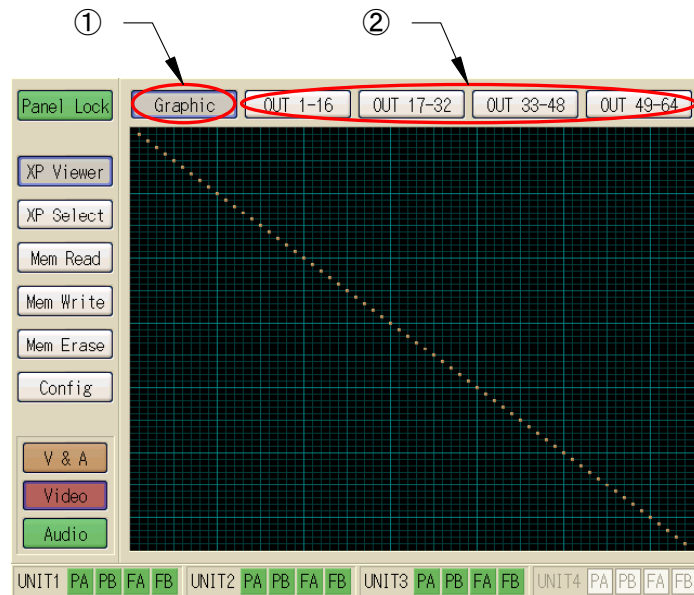 ① ②
Panel Lock Graphic OUT 1-16 OUT 17-32 OUT 33-48 OUT 49-64
XP Viewer
XP Select
Mem Read
Mem Write
Mem Erase
Config
V & A
Video
Audio
UNIT1 PA PB FA FB UNIT2 PA PB FA FB UNIT3 PA PB FA FB UNIT4 PA PB FA FB